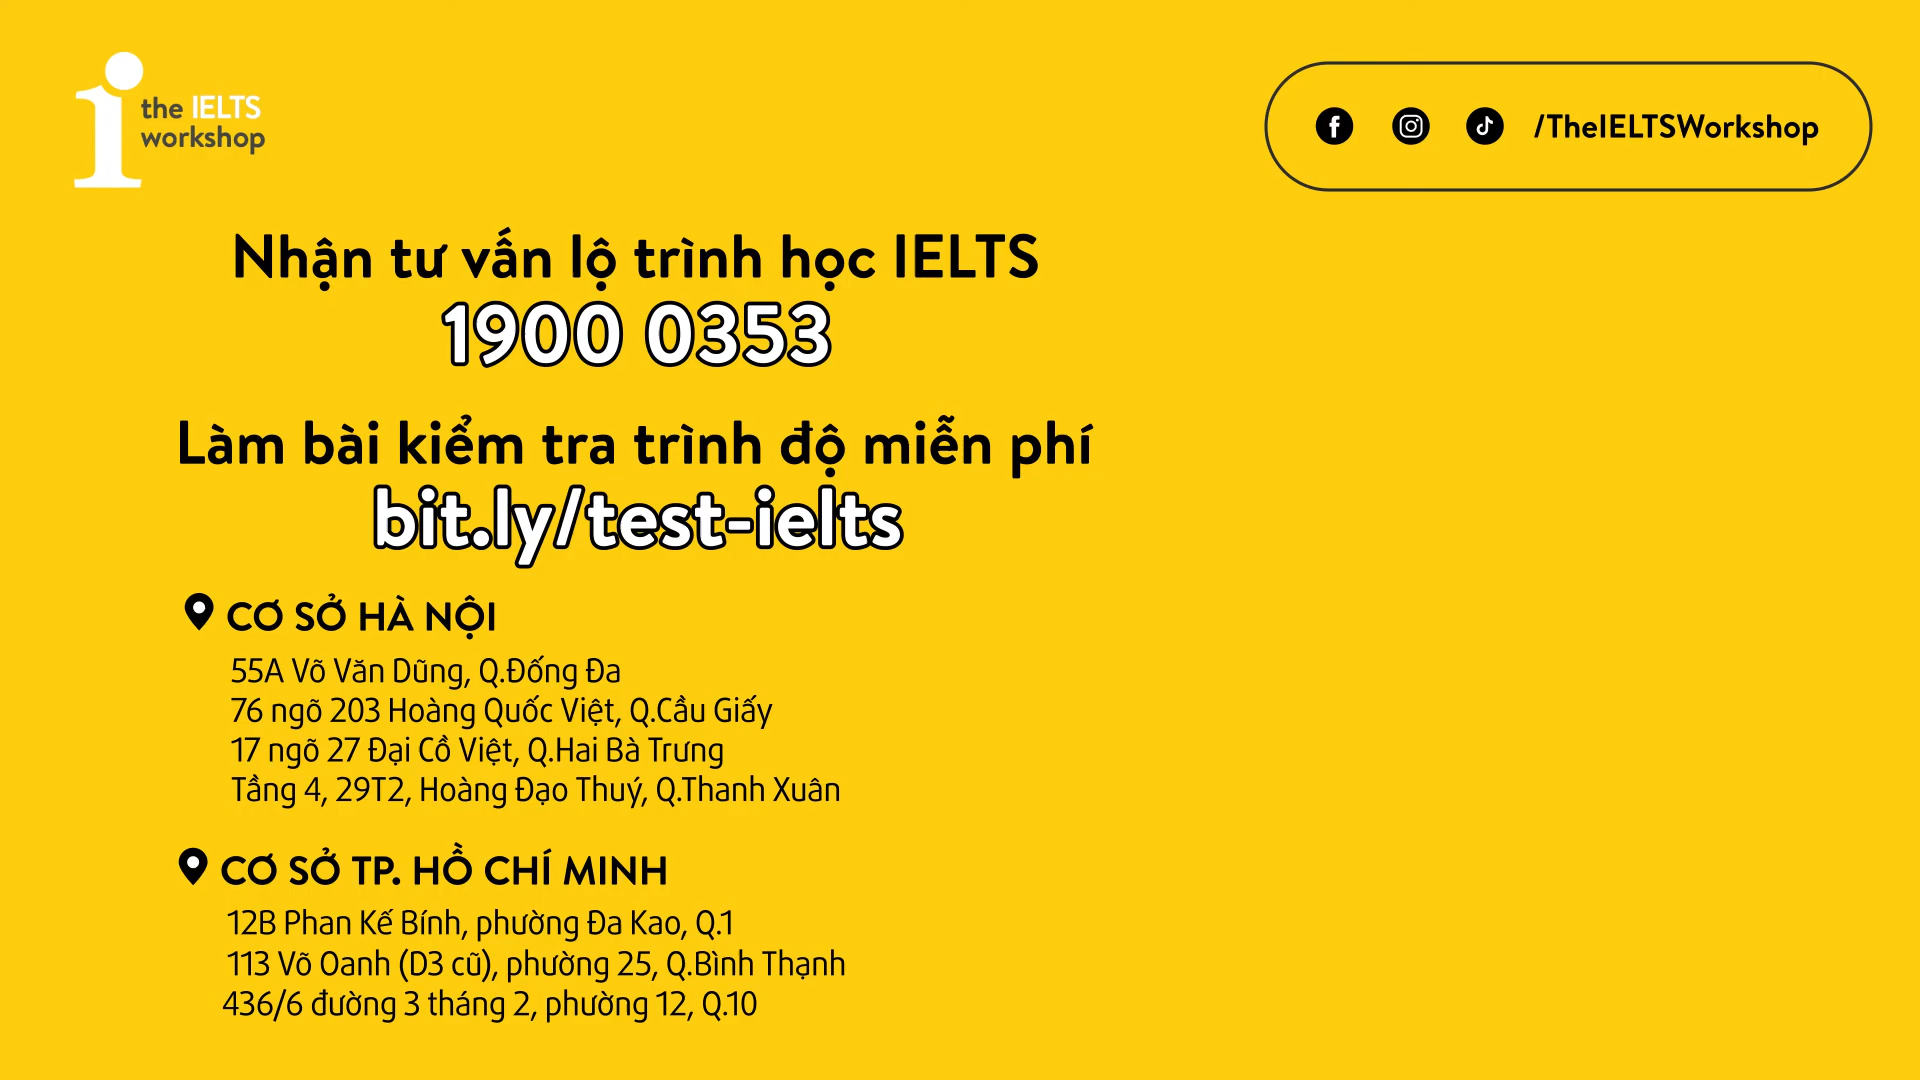 the IELTS
workshop
/TheIELTSWorkshop
Nhận tư vấn lộ trình học IELTS
1900 0353
Làm bài kiểm tra trình độ miễn phí
bit.ly/test-ielts
CƠ SỞ HÀ NỘI
55A Võ Văn Dũng, Q.Đống Đa
76 ngõ 203 Hoàng Quốc Việt, Q.Cầu Giấy
17 ngõ 27 Đại Cồ Việt, Q.Hai Bà Trưng
Tầng 4, 29T2, Hoàng Đạo Thuý, Q.Thanh Xuân
CƠ SỞ TP. HỒ CHÍ MINH
12B Phan Kế Bính, phường Đa Kao, Q.1
113 Võ Oanh (D3 cũ), phường 25, Q.Bình Thạnh
436/6 đường 3 tháng 2, phường 12, Q.10